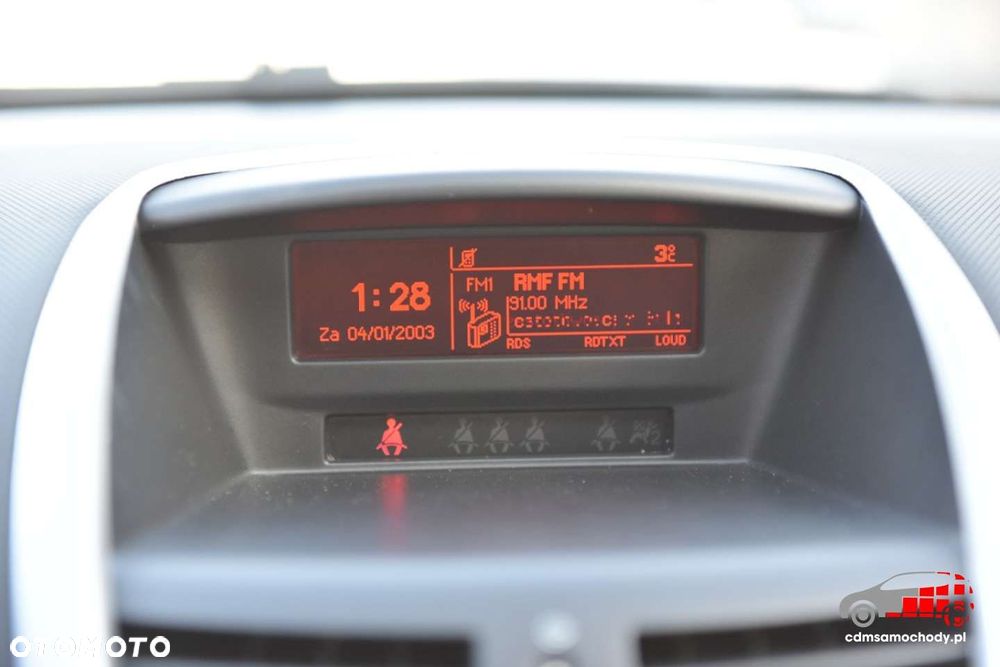 3°C
FM1 RMF FM
1:28
91.00 MHz
Za 04/01/2003
RDS RDTXT LOUD
2
cdmsamochody.pl
OTOMOTO